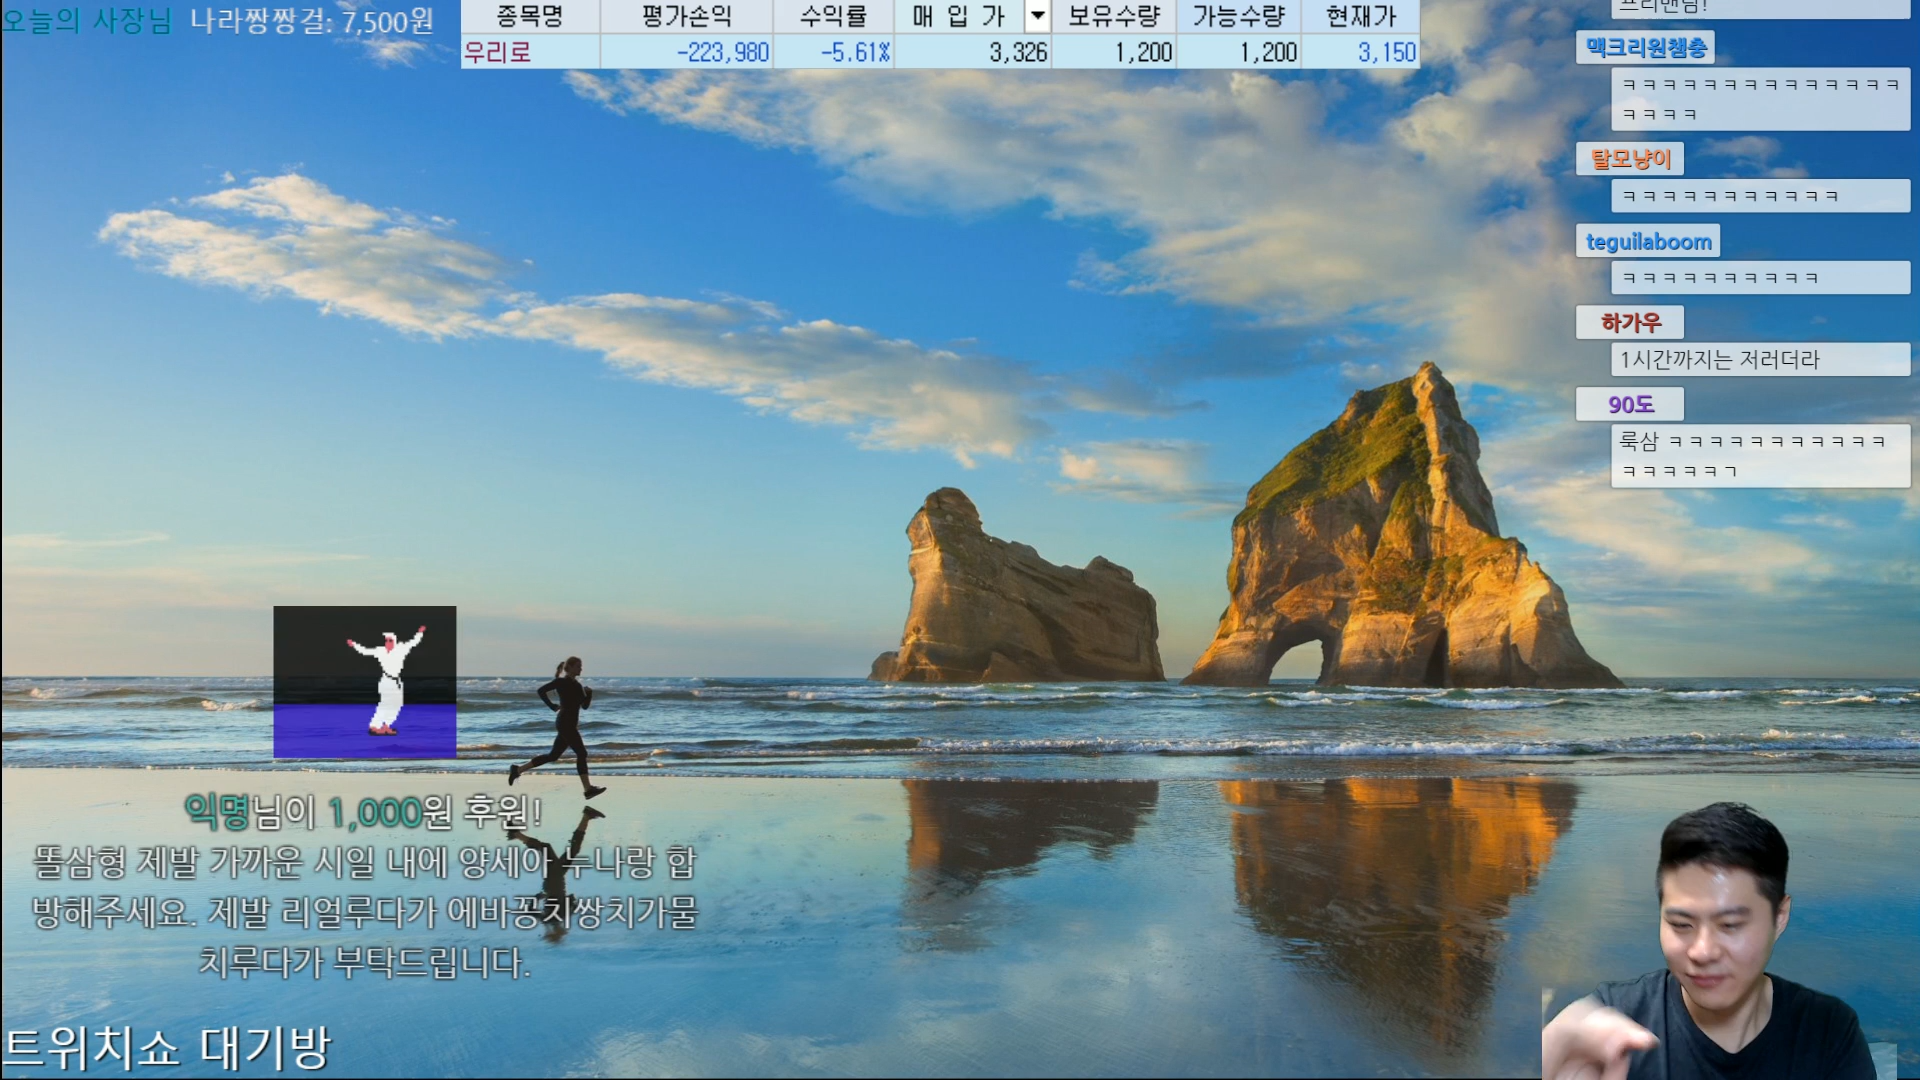 오늘의 사장님 나라짱짱걸: 7,500원
종목명 평가손익 수익률 매 입 가 보유수량 가능수량 현재가
우리로 -223,980 -5.61% 3,326 1,200 1,200 3,150
프리맨님!
맥크리원챔충
ㅋㅋㅋㅋㅋㅋㅋㅋㅋㅋㅋㅋㅋㅋ
ㅋㅋㅋㅋ
탈모냥이
ㅋㅋㅋㅋㅋㅋㅋㅋㅋㅋㅋ
teguilaboom
ㅋㅋㅋㅋㅋㅋㅋㅋㅋㅋ
하가우
1시간까지는 저러더라
90도
룩삼 ㅋㅋㅋㅋㅋㅋㅋㅋㅋㅋㅋ
ㅋㅋㅋㅋㅋㄱ
익명님이 1,000원 후원!
똘삼형 제발 가까운 시일 내에 양세아 누나랑 합
방해주세요. 제발 리얼루다가 에바꽁치쌍치가물
치루다가 부탁드립니다.
트위치쇼 대기방